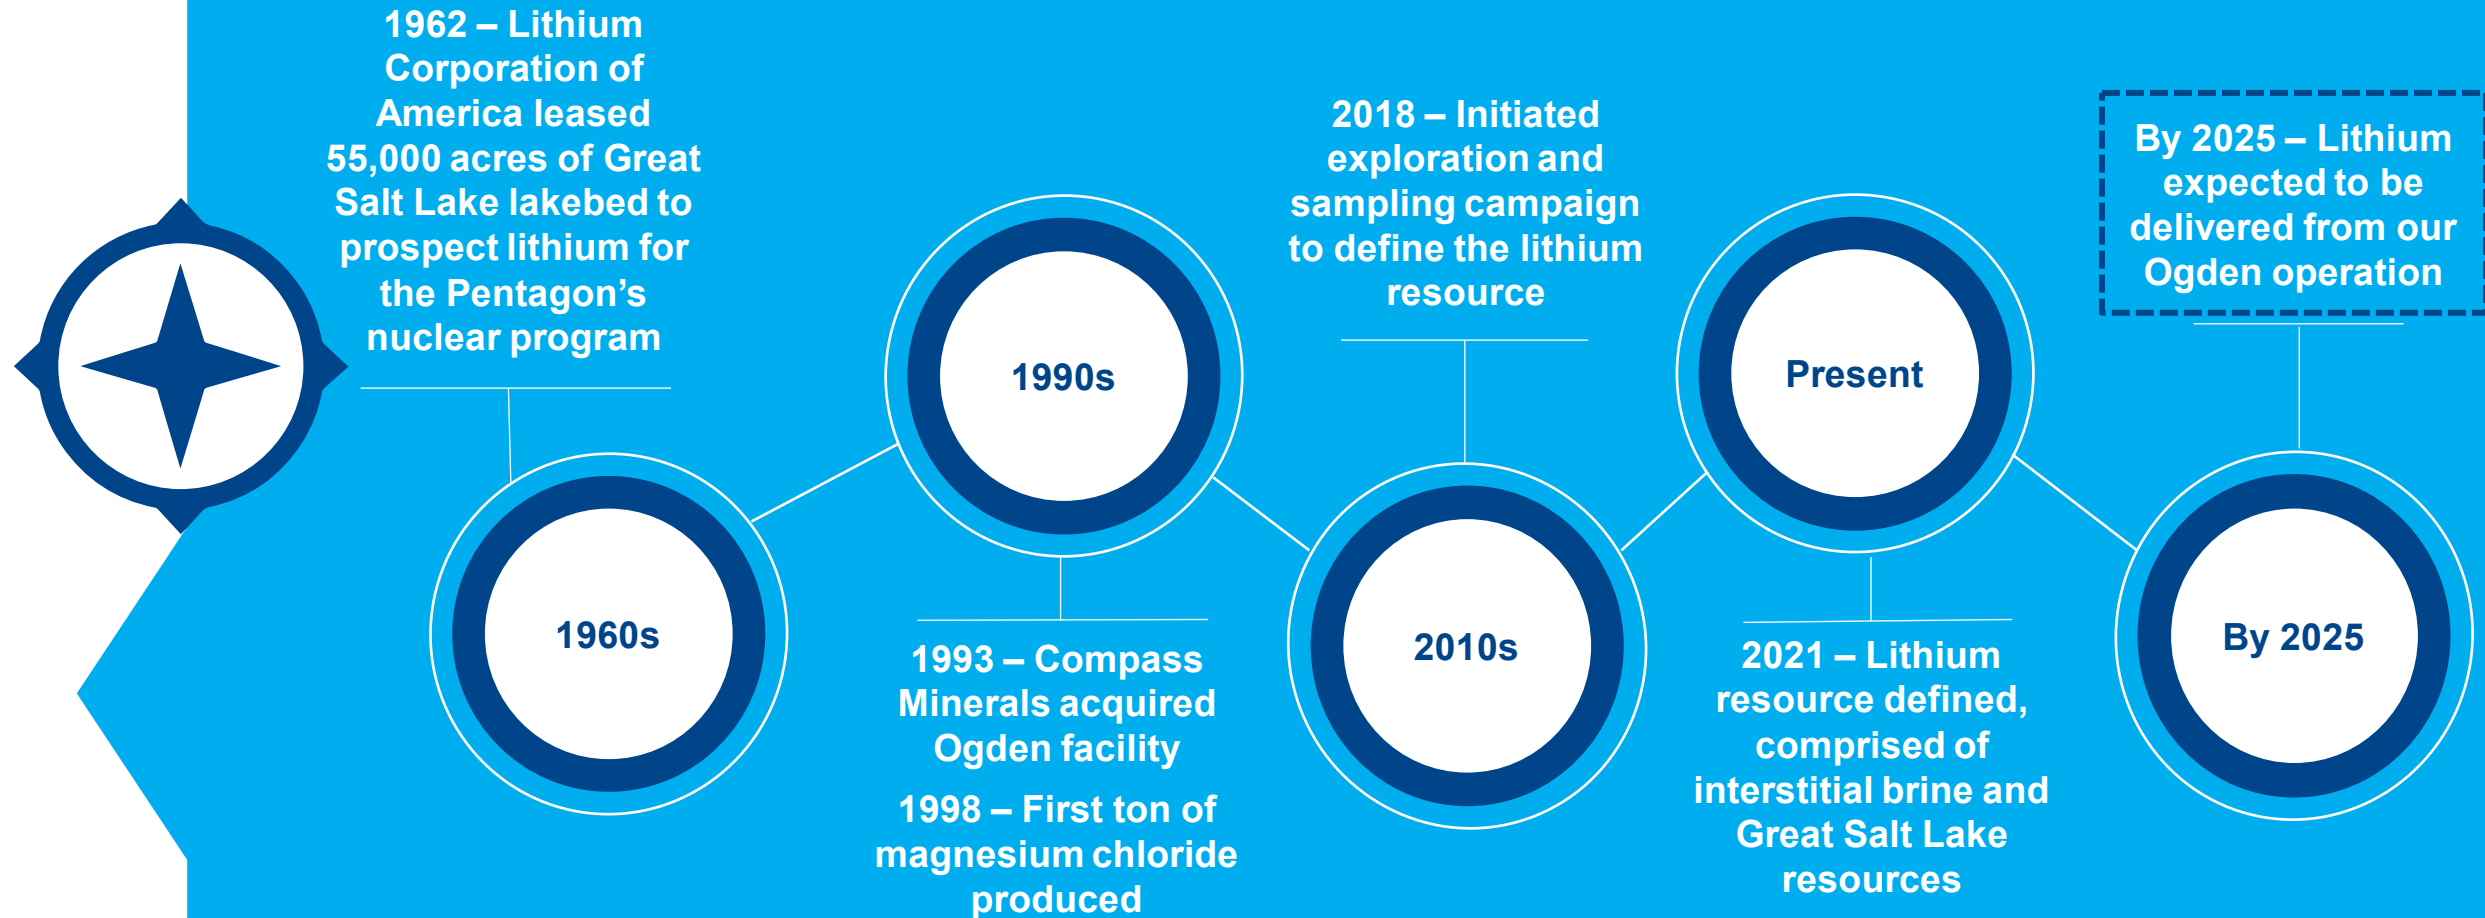 1962 – Lithium
Corporation of
America leased
55,000 acres of Great
Salt Lake lakebed to
prospect lithium for
the Pentagon’s
nuclear program
1960s
1990s
1993 – Compass
Minerals acquired
Ogden facility
1998 – First ton of
magnesium chloride
produced
2018 – Initiated
exploration and
sampling campaign
to define the lithium
resource
2010s
Present
2021 – Lithium
resource defined,
comprised of
interstitial brine and
Great Salt Lake
resources
By 2025 – Lithium
expected to be
delivered from our
Ogden operation
By 2025